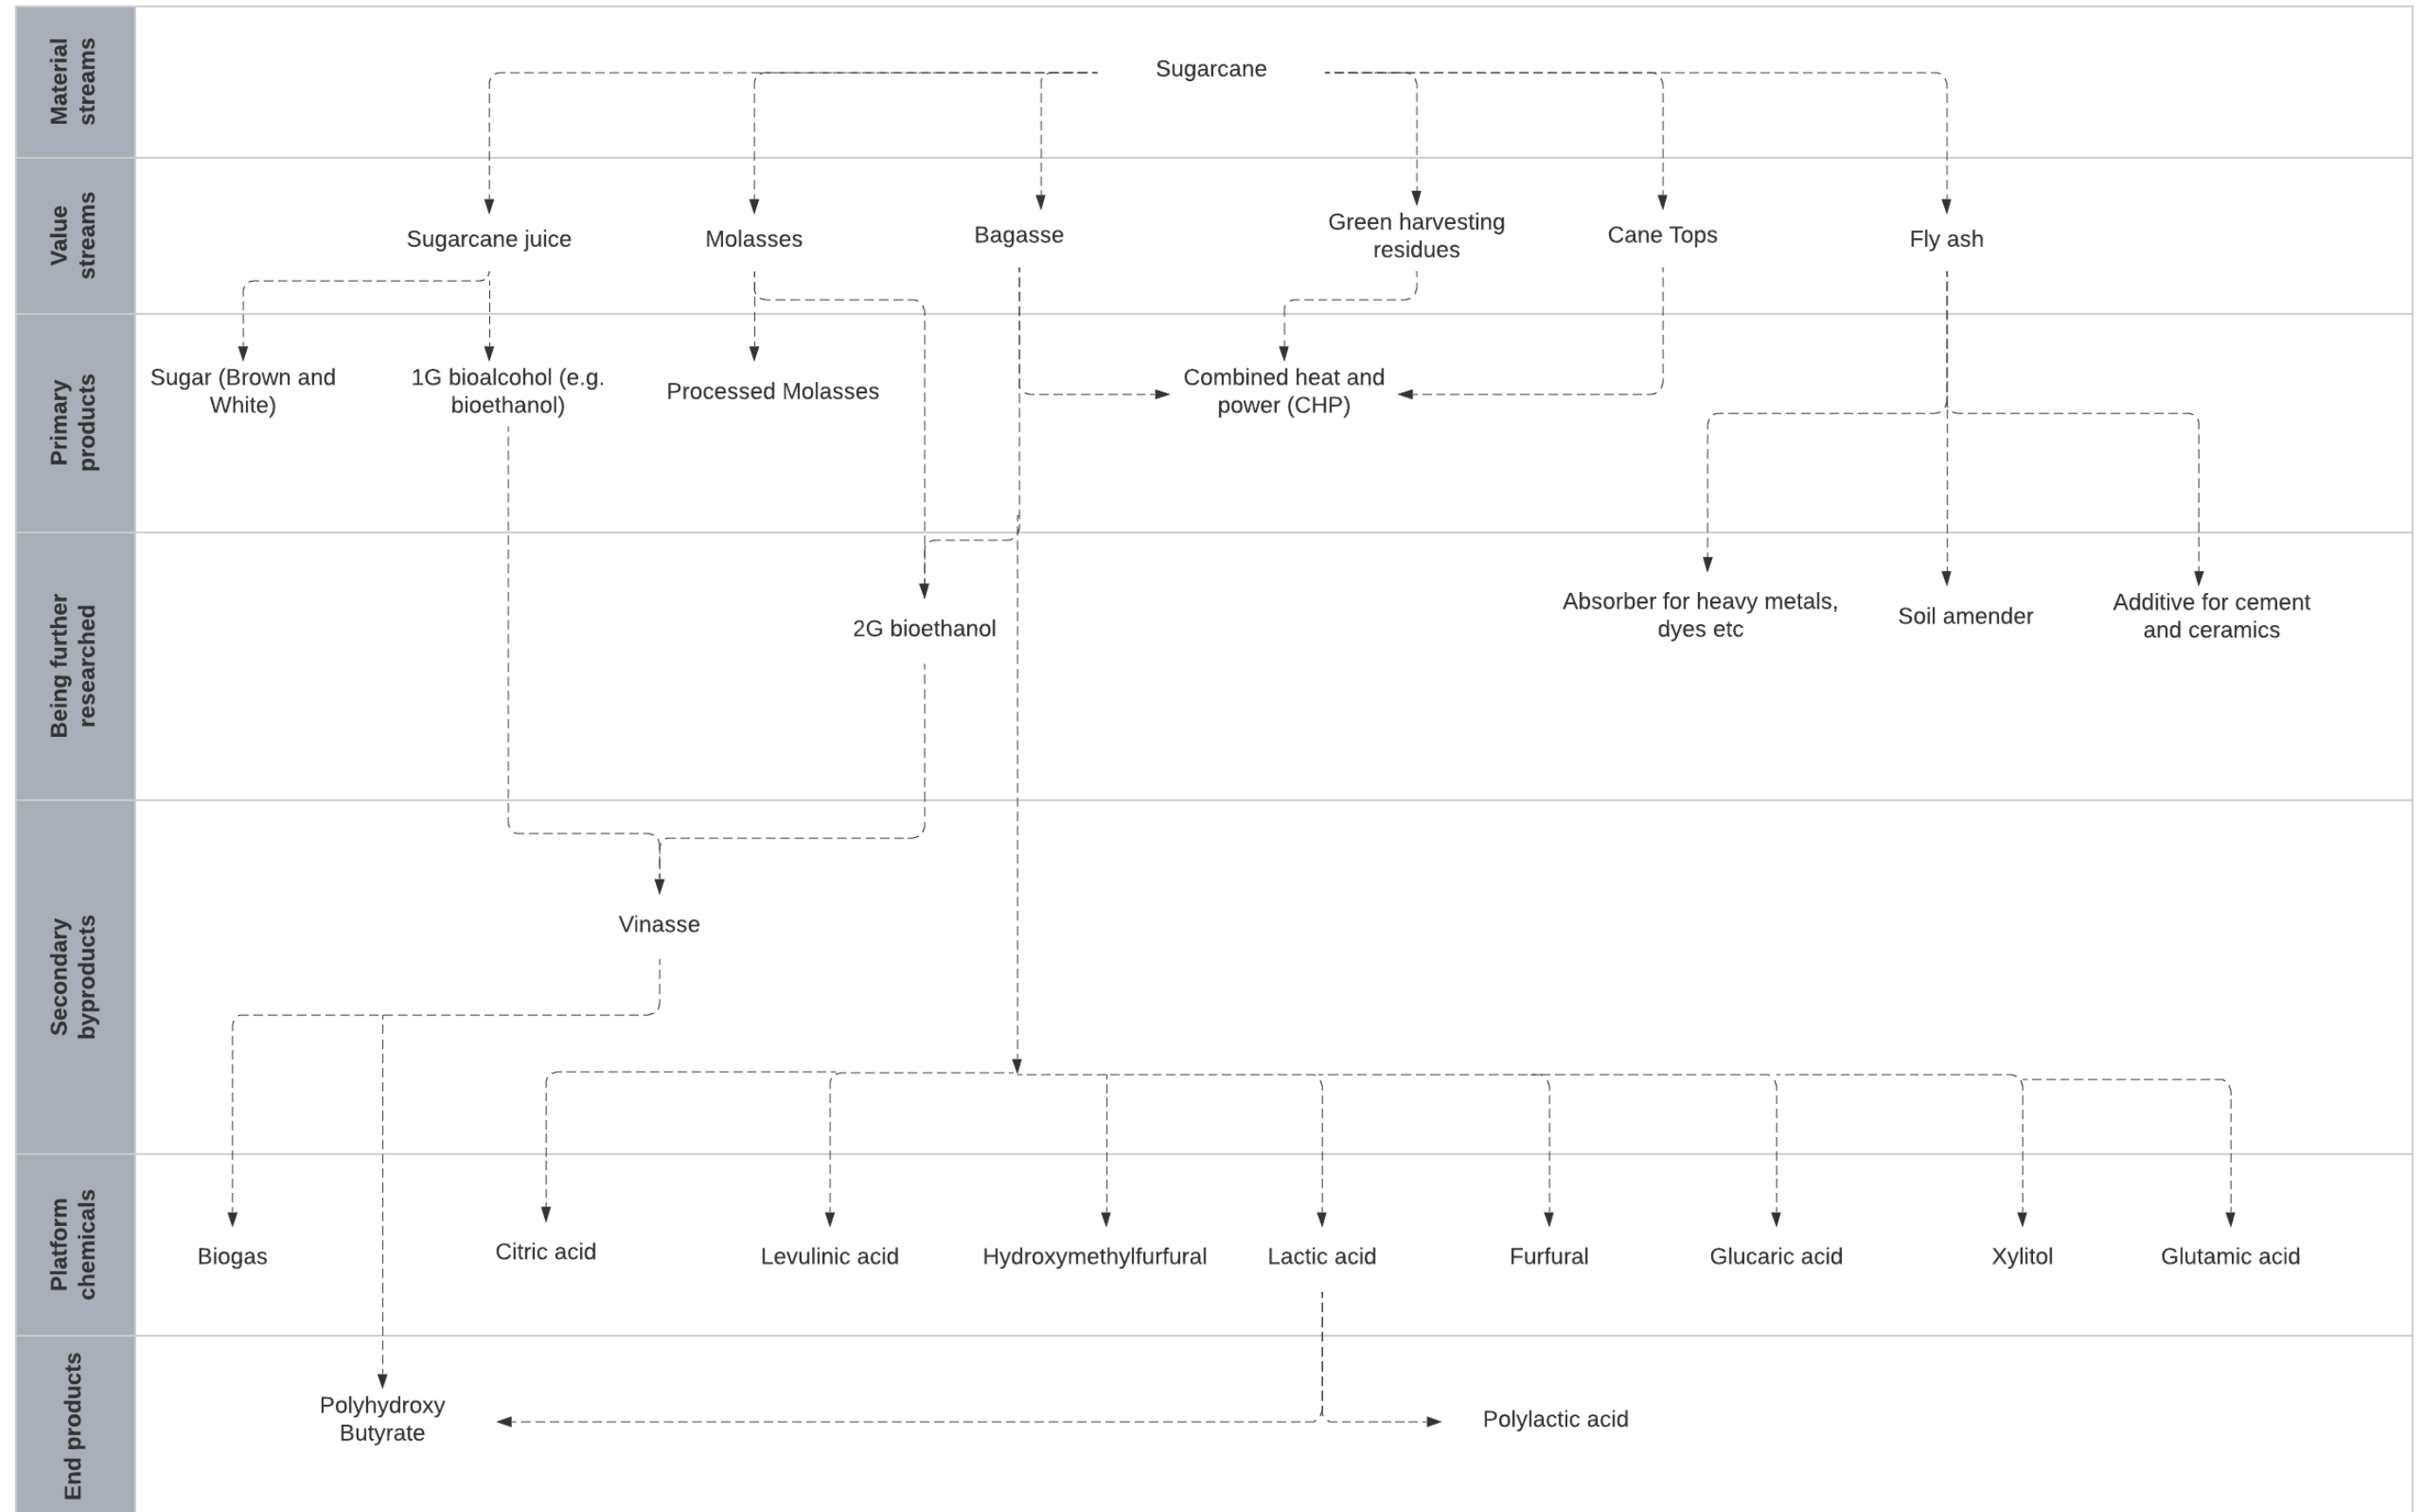 Material
streams
Sugarcane
Value
streams
Sugarcane juice
Molasses
Bagasse
Green harvesting
residues
Cane Tops
Fly ash
Primary
products
Sugar (Brown and
White)
1G bioalcohol (e.g.
bioethanol)
Processed Molasses
Combined heat and
power (CHP)
Being further
researched
2G bioethanol
Absorber for heavy metals,
dyes etc
Soil amender
Additive for cement
and ceramics
Secondary
byproducts
Vinasse
Platform
chemicals
Biogas
Citric acid
Levulinic acid
Hydroxymethylfurfural
Lactic acid
Furfural
Glucaric acid
Xylitol
Glutamic acid
End products
Polyhydroxy
Butyrate
Polylactic acid